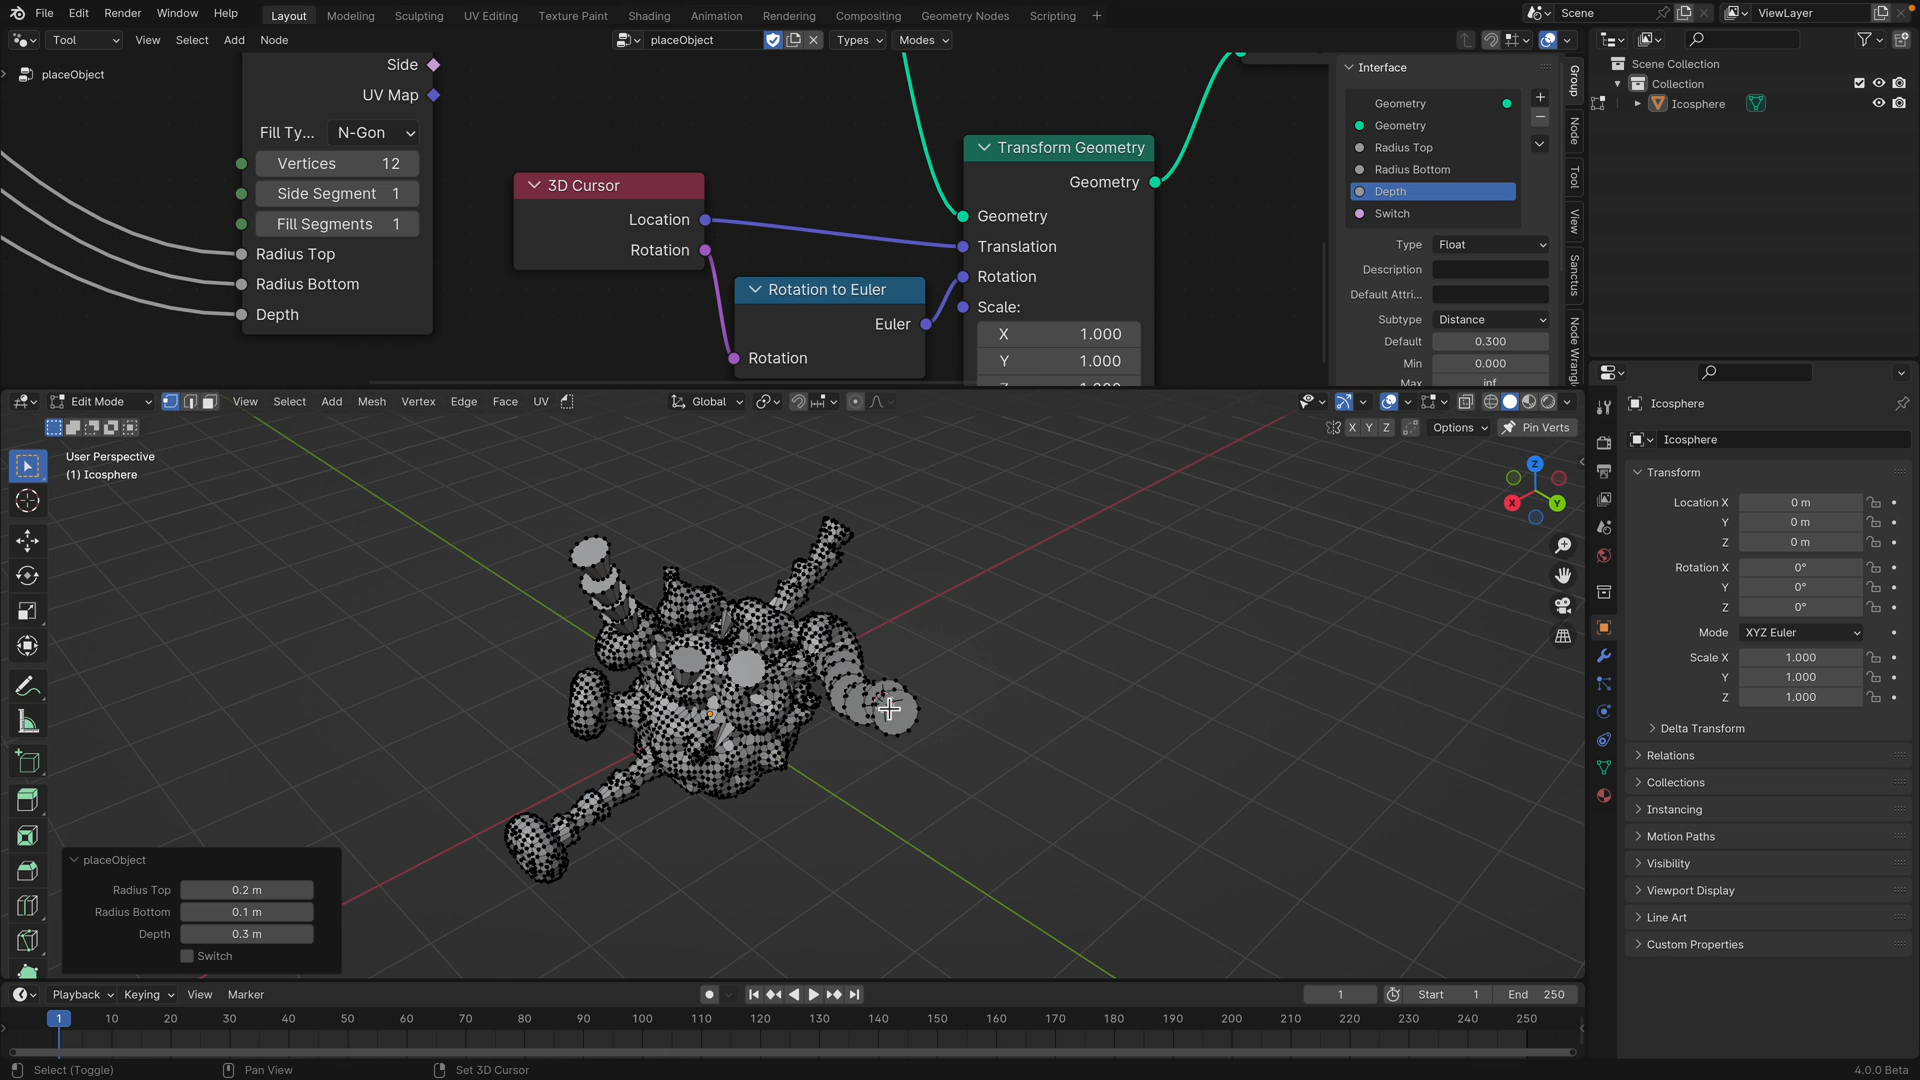 File Edit Render Window Help
Layout Modeling Sculpting UV Editing Texture Paint Shading Animation Rendering Compositing Geometry Nodes Scripting +
Scene
ViewLayer
Tool View Select Add Node
placeObject
Types Modes
placeObject
Side
UV Map
Fill Ty... N-Gon
Vertices 12
Side Segment 1
Fill Segments 1
Radius Top
Radius Bottom
Depth
3D Cursor
Location
Rotation
Rotation to Euler
Euler
Rotation
Transform Geometry
Geometry
Geometry
Translation
Rotation
Scale:
X 1.000
Y 1.000
Interface
Geometry
Geometry
Radius Top
Radius Bottom
Depth
Switch
Type Float
Description
Default Attri...
Subtype Distance
Default 0.300
Min 0.000
Max inf
Group
Node
Tool
View
Sanctus
Node Wrangle
Scene Collection
Collection
Icosphere
Edit Mode View Select Add Mesh Vertex Edge Face UV
Global
X Y Z Options Pin Verts
User Perspective
(1) Icosphere
Z
X
Y
placeObject
Radius Top 0.2 m
Radius Bottom 0.1 m
Depth 0.3 m
Switch
Icosphere
Icosphere
Transform
Location X 0 m
Y 0 m
Z 0 m
Rotation X 0°
Y 0°
Z 0°
Mode XYZ Euler
Scale X 1.000
Y 1.000
Z 1.000
Delta Transform
Relations
Collections
Instancing
Motion Paths
Visibility
Viewport Display
Line Art
Custom Properties
Playback Keying View Marker
1 Start 1 End 250
1 10 20 30 40 50 60 70 80 90 100 110 120 130 140 150 160 170 180 190 200 210 220 230 240 250
Select (Toggle) Pan View Set 3D Cursor
4.0.0 Beta